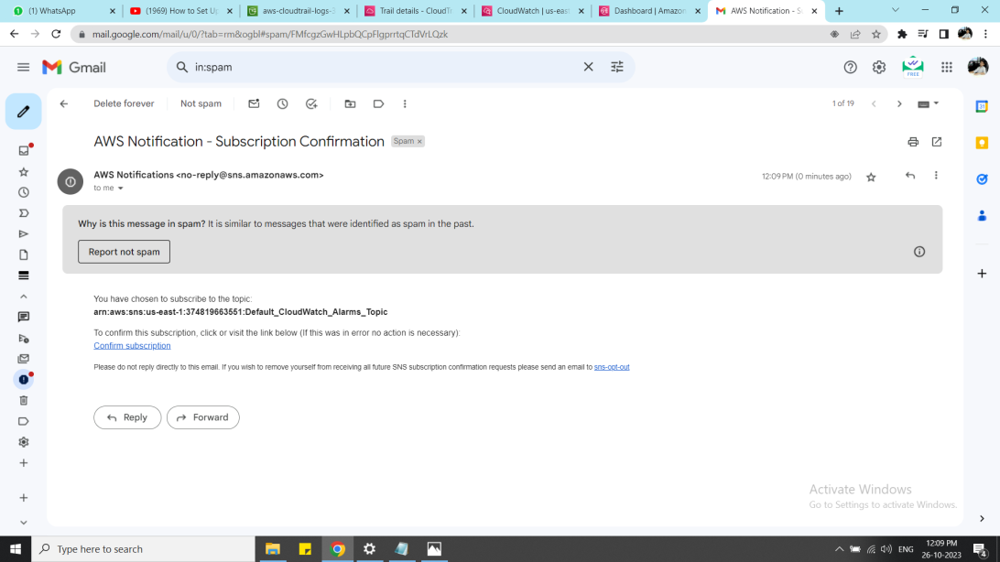 (1) WhatsApp
(1969) How to Set Up
aws-cloudtrail-logs-3
Trail details - CloudTr
CloudWatch | us-east
Dashboard | Amazon
AWS Notification - Su
mail.google.com/mail/u/0/?tab=rm&ogbl#spam/FMfcgzGwHLpbQCpFlgprrtqCTdVrLQzk
Gmail
in:spam
FREE
Delete forever
Not spam
1 of 19
AWS Notification - Subscription Confirmation
Spam ×
AWS Notifications <no-reply@sns.amazonaws.com>
12:09 PM (0 minutes ago)
to me
Why is this message in spam? It is similar to messages that were identified as spam in the past.
Report not spam
You have chosen to subscribe to the topic:
arn:aws:sns:us-east-1:374819663551:Default_CloudWatch_Alarms_Topic
To confirm this subscription, click or visit the link below (If this was in error no action is necessary):
Confirm subscription
Please do not reply directly to this email. If you wish to remove yourself from receiving all future SNS subscription confirmation requests please send an email to sns-opt-out
Reply
Forward
Activate Windows
Go to Settings to activate Windows.
Type here to search
ENG
12:09 PM
26-10-2023